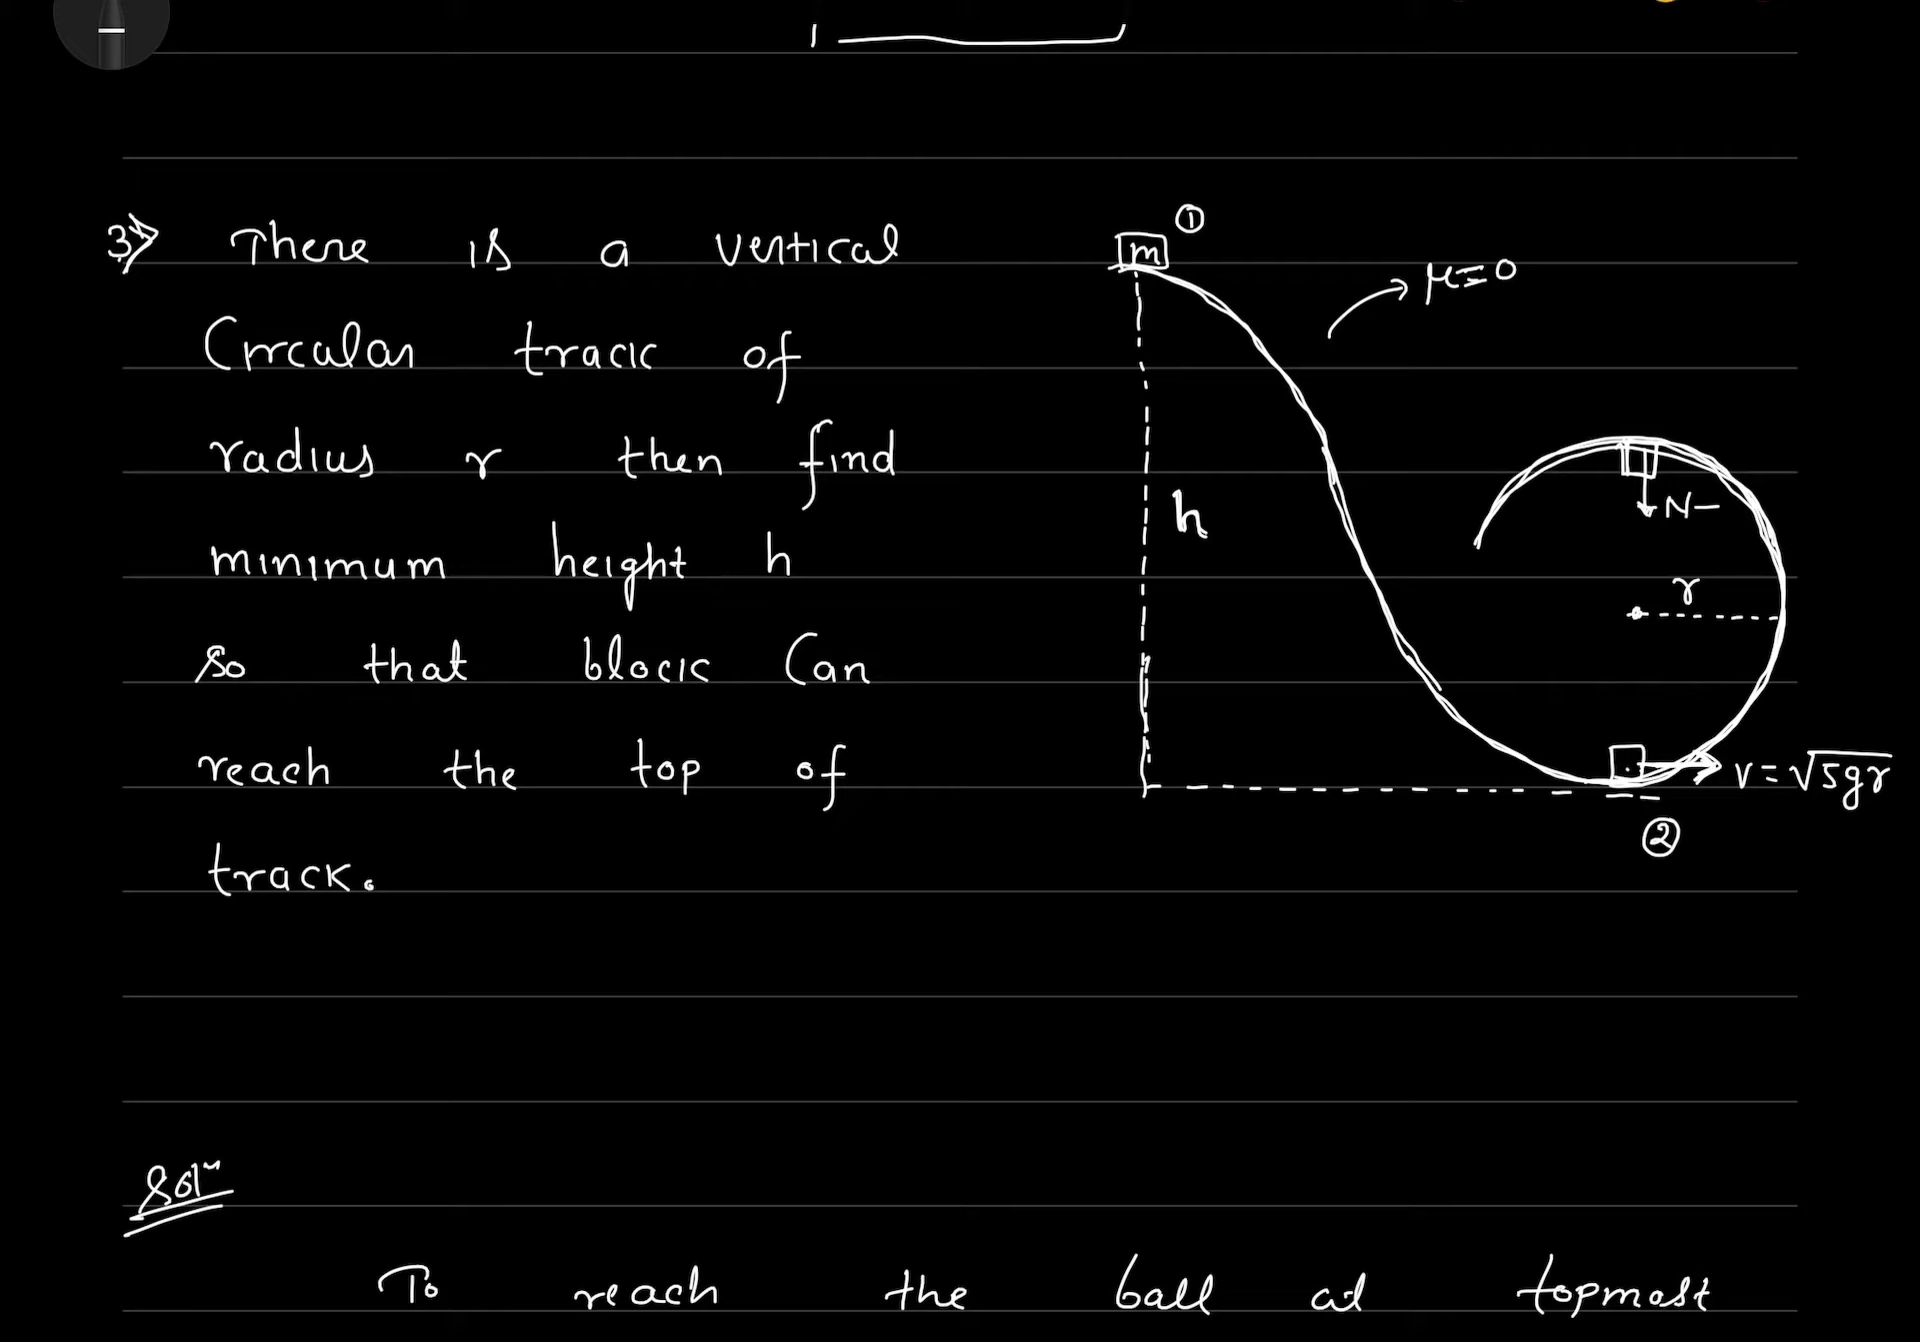 3) There is a vertical
①
m
μ=0
Circular track of
radius r then find
N
h
minimum height h
r
so that block Can
reach the top of
v = √5gr
②
track.
Solⁿ
To reach the ball at topmost